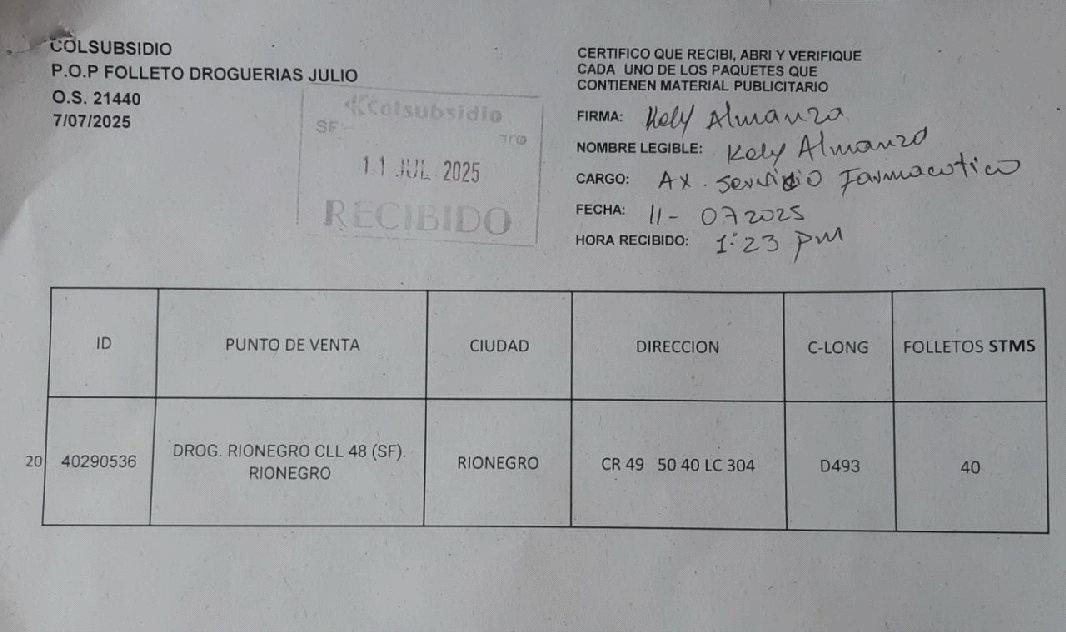 COLSUBSIDIO
P.O.P FOLLETO DROGUERIAS JULIO
O.S. 21440
7/07/2025
Colsubsidio
SF
11 JUL 2025
RECIBIDO
CERTIFICO QUE RECIBI, ABRI Y VERIFIQUE
CADA UNO DE LOS PAQUETES QUE
CONTIENEN MATERIAL PUBLICITARIO
FIRMA: Kely Almanza
NOMBRE LEGIBLE: Kely Almanza
CARGO: Ax. Servicio Farmaceutico
FECHA: 11- 072025
HORA RECIBIDO: 1:23 pm
ID PUNTO DE VENTA CIUDAD DIRECCION C-LONG FOLLETOS STMS
20 40290536 DROG. RIONEGRO CLL 48 (SF). RIONEGRO RIONEGRO CR 49 50 40 LC 304 D493 40